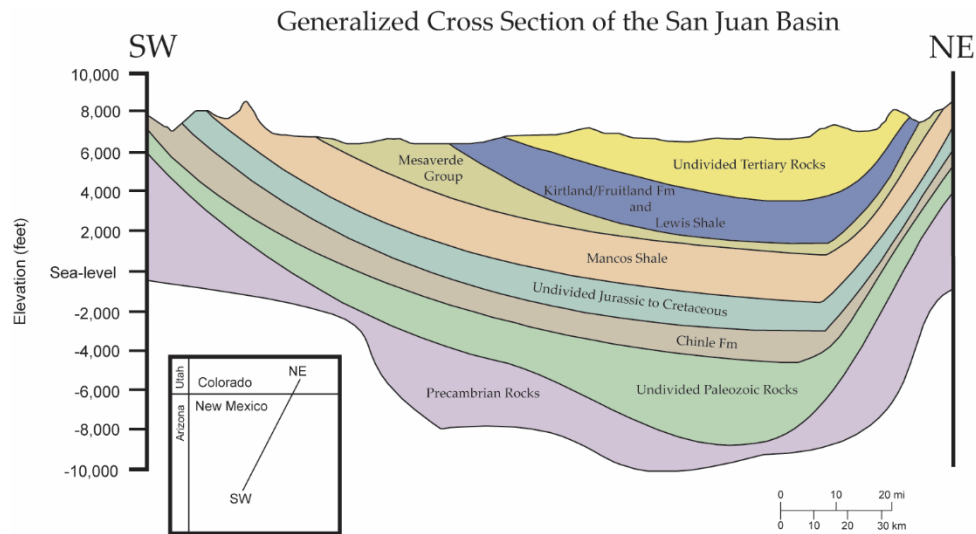 Generalized Cross Section of the San Juan Basin
SW
NE
Elevation (feet)
10,000
8,000
6,000
4,000
2,000
Sea-level
-2,000
-4,000
-6,000
-8,000
-10,000
Undivided Tertiary Rocks
Mesaverde
Group
Kirtland/Fruitland Fm
and
Lewis Shale
Mancos Shale
Undivided Jurassic to Cretaceous
Chinle Fm
Undivided Paleozoic Rocks
Precambrian Rocks
Utah
Colorado
NE
Arizona
New Mexico
SW
0 10 20 mi
0 10 20 30 km